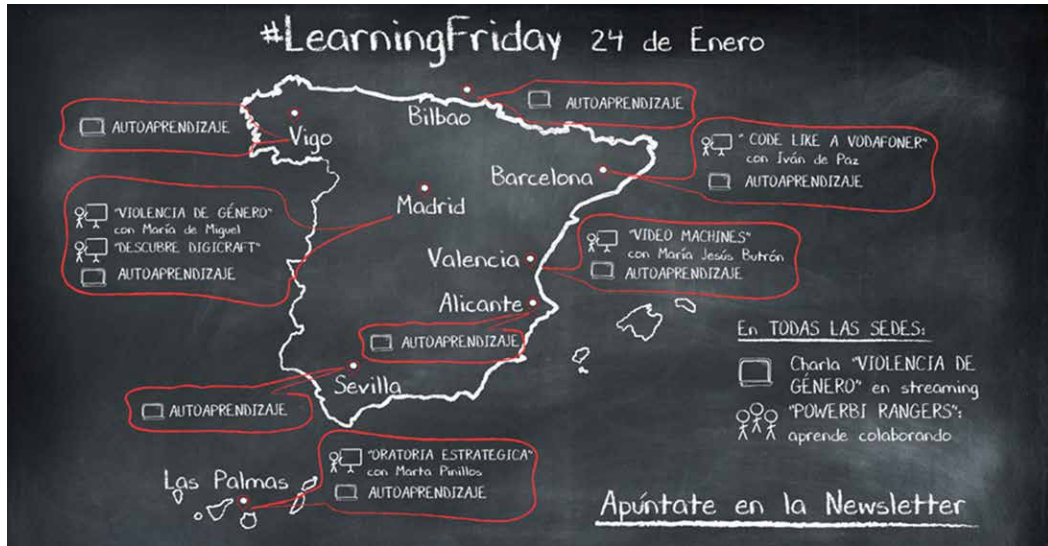 #LearningFriday 24 de Enero
AUTOAPRENDIZAJE
Vigo
Bilbao
AUTOAPRENDIZAJE
"CODE LIKE A VODAFONER"
con Iván de Paz
AUTOAPRENDIZAJE
Barcelona
Madrid
"VIOLENCIA DE GÉNERO"
con María de Miguel
"DESCUBRE DIGICRAFT"
AUTOAPRENDIZAJE
Valencia
"VIDEO MACHINES"
con María Jesús Butrón
AUTOAPRENDIZAJE
Alicante
AUTOAPRENDIZAJE
Sevilla
AUTOAPRENDIZAJE
En TODAS LAS SEDES:
Charla "VIOLENCIA DE
GÉNERO" en streaming
"POWERBI RANGERS":
aprende colaborando
Las Palmas
"ORATORIA ESTRATEGICA"
con Marta Pinillos
AUTOAPRENDIZAJE
Apúntate en la Newsletter